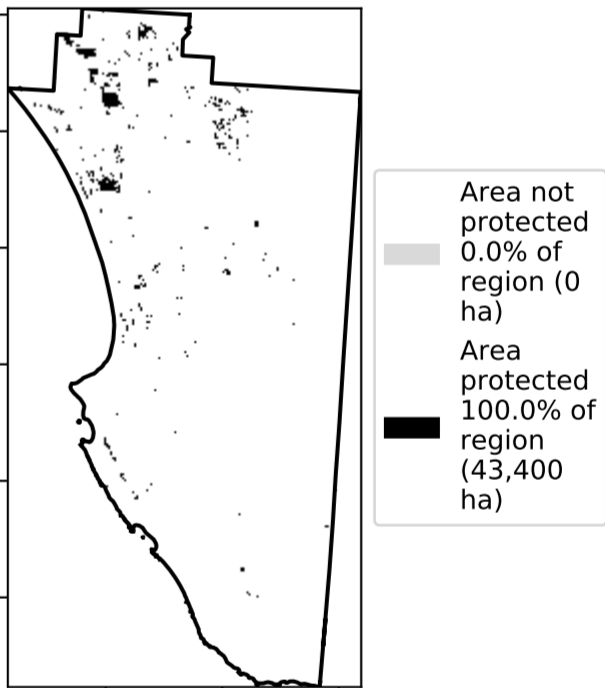 Area not
protected
0.0% of
region (0
ha)
Area
protected
100.0% of
region
(43,400
ha)